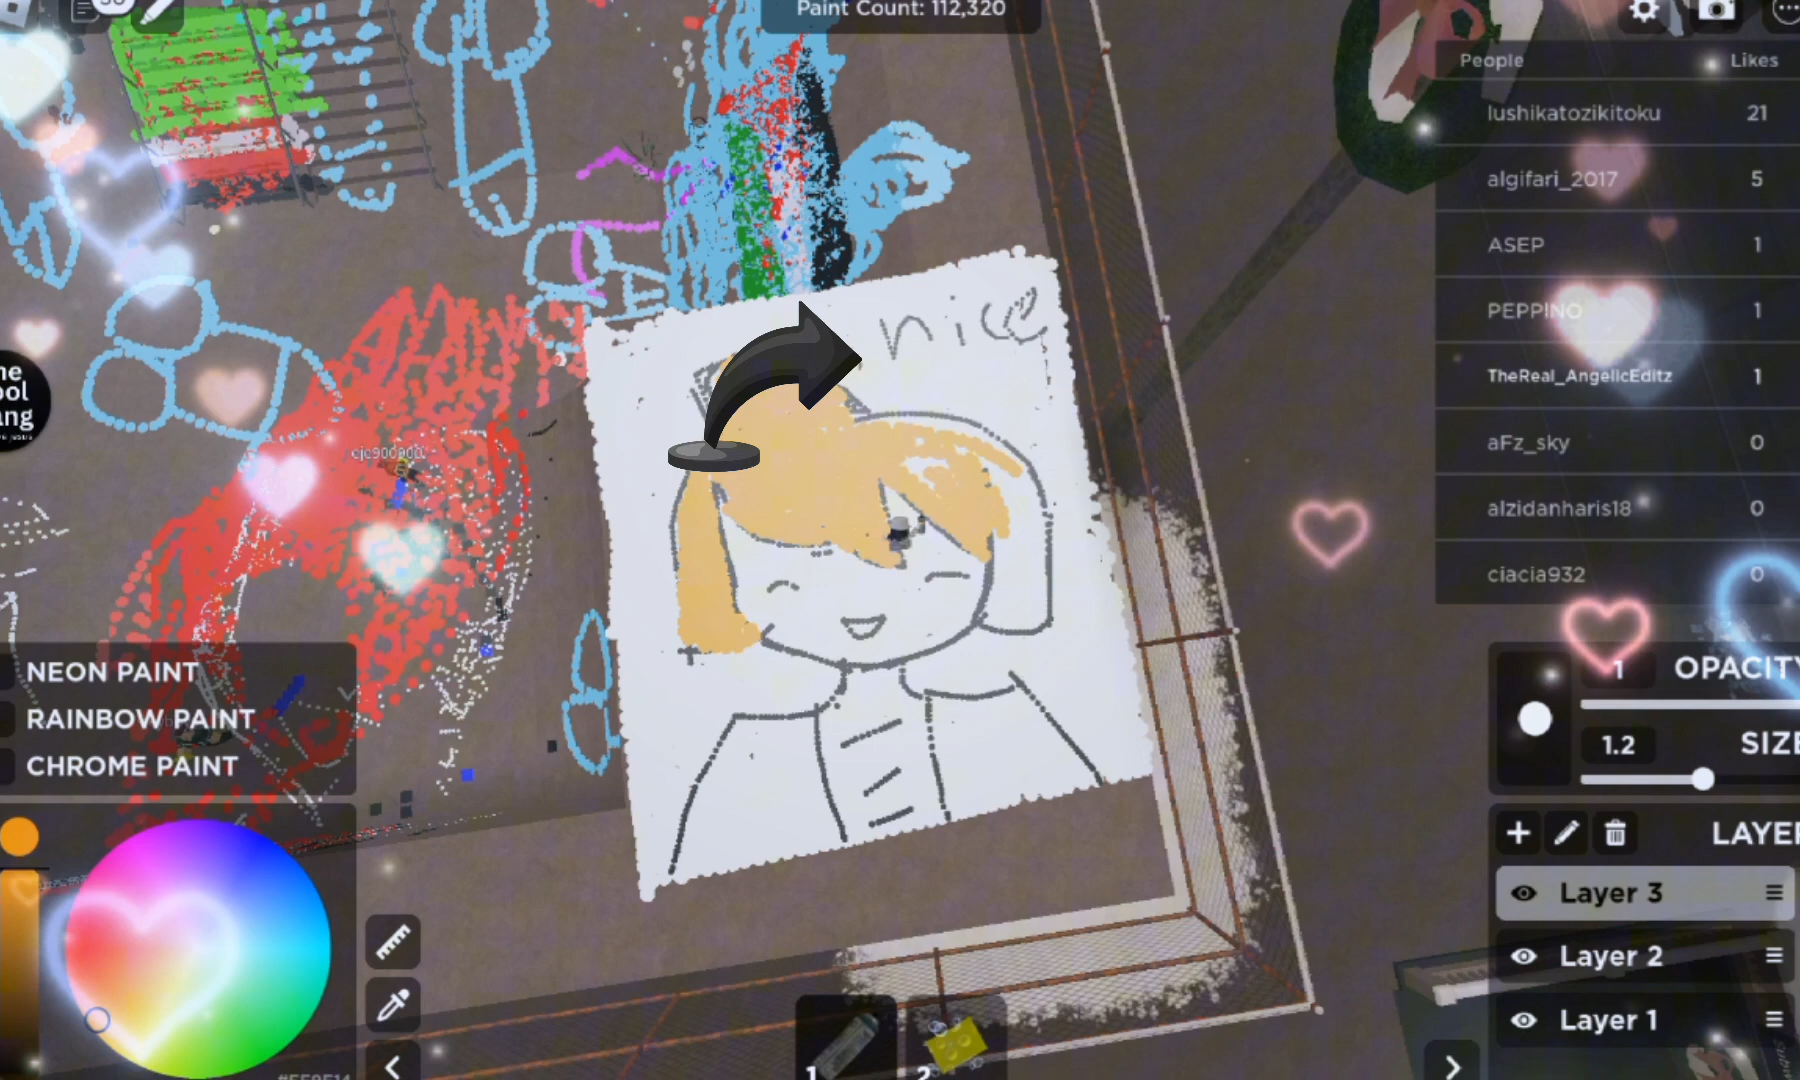 Paint Count: 112,320
People Likes
lushikatozikitoku 21
algifari_2017 5
ASEP 1
PEPPINO 1
TheReal_AngelicEditz 1
aFz_sky 0
alzidanharis18 0
ciacia932 0
nice
cjc900900
NEON PAINT
RAINBOW PAINT
CHROME PAINT
1 OPACITY
1.2 SIZE
LAYER
Layer 3
Layer 2
Layer 1
1
2